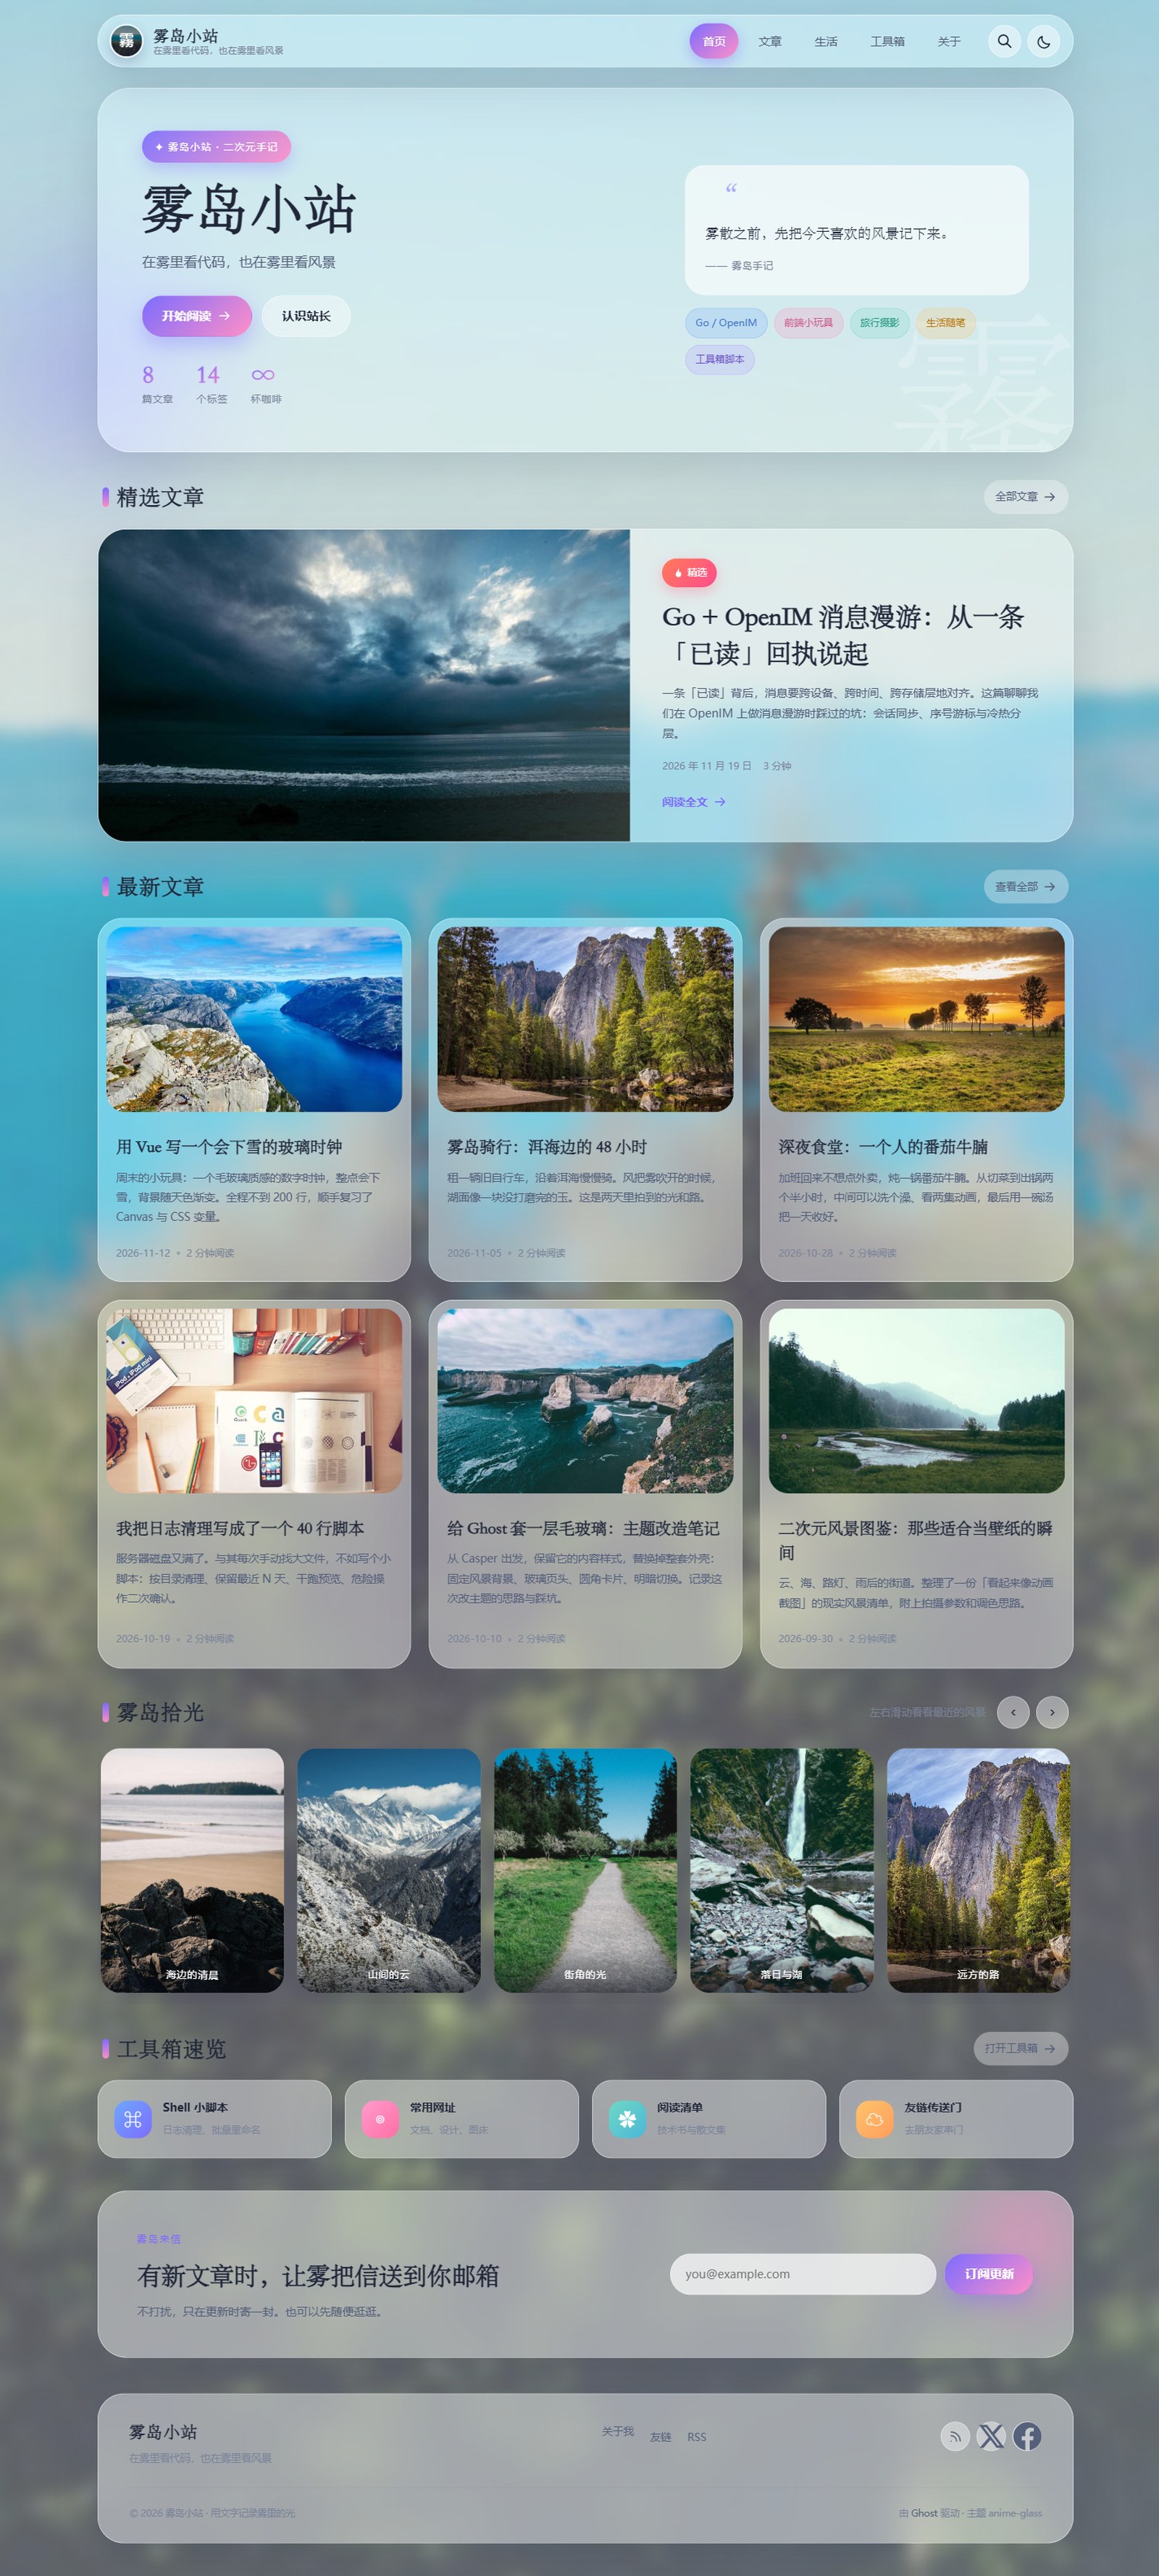 霧
雾岛小站
在雾里看代码，也在雾里看风景
首页
文章
生活
工具箱
关于
✦ 雾岛小站 · 二次元手记
雾岛小站
在雾里看代码，也在雾里看风景
开始阅读 →
认识站长
8
篇文章
14
个标签
∞
杯咖啡
“
雾散之前，先把今天喜欢的风景记下来。
—— 雾岛手记
Go / OpenIM
前端小玩具
旅行摄影
生活随笔
工具箱脚本
霧
精选文章
全部文章 →
精选
Go + OpenIM 消息漫游：从一条
「已读」回执说起
一条「已读」背后，消息要跨设备、跨时间、跨存储层地对齐。这篇聊聊我
们在 OpenIM 上做消息漫游时踩过的坑：会话同步、序号游标与冷热分
层。
2026 年 11 月 19 日 3 分钟
阅读全文 →
最新文章
查看全部 →
用 Vue 写一个会下雪的玻璃时钟
周末的小玩具：一个毛玻璃质感的数字时钟，整点会下
雪，背景随天色渐变。全程不到 200 行，顺手复习了
Canvas 与 CSS 变量。
2026-11-12 • 2 分钟阅读
雾岛骑行：洱海边的 48 小时
租一辆旧自行车，沿着洱海慢慢骑。风把雾吹开的时候，
湖面像一块没打磨完的玉。这是两天里拍到的光和路。
2026-11-05 • 2 分钟阅读
深夜食堂：一个人的番茄牛腩
加班回来不想点外卖，炖一锅番茄牛腩。从切菜到出锅两
个半小时，中间可以洗个澡、看两集动画，最后用一碗汤
把一天收好。
2026-10-28 • 2 分钟阅读
我把日志清理写成了一个 40 行脚本
服务器磁盘又满了。与其每次手动找大文件，不如写个小
脚本：按目录清理、保留最近 N 天、干跑预览、危险操
作二次确认。
2026-10-19 • 2 分钟阅读
给 Ghost 套一层毛玻璃：主题改造笔记
从 Casper 出发，保留它的内容样式，替换掉整套外壳：
固定风景背景、玻璃页头、圆角卡片、明暗切换。记录这
次改主题的思路与踩坑。
2026-10-10 • 2 分钟阅读
二次元风景图鉴：那些适合当壁纸的瞬
间
云、海、路灯、雨后的街道。整理了一份「看起来像动画
截图」的现实风景清单，附上拍摄参数和调色思路。
2026-09-30 • 2 分钟阅读
雾岛拾光
左右滑动看看最近的风景
‹
›
海边的清晨
山间的云
街角的光
落日与湖
远方的路
工具箱速览
打开工具箱 →
Shell 小脚本
日志清理、批量重命名
常用网址
文档、设计、图床
阅读清单
技术书与散文集
友链传送门
去朋友家串门
雾岛来信
有新文章时，让雾把信送到你邮箱
不打扰，只在更新时寄一封。也可以先随便逛逛。
you@example.com
订阅更新
雾岛小站
在雾里看代码，也在雾里看风景
关于我
友链
RSS
© 2026 雾岛小站 · 用文字记录雾里的光
由 Ghost 驱动 · 主题 anime-glass